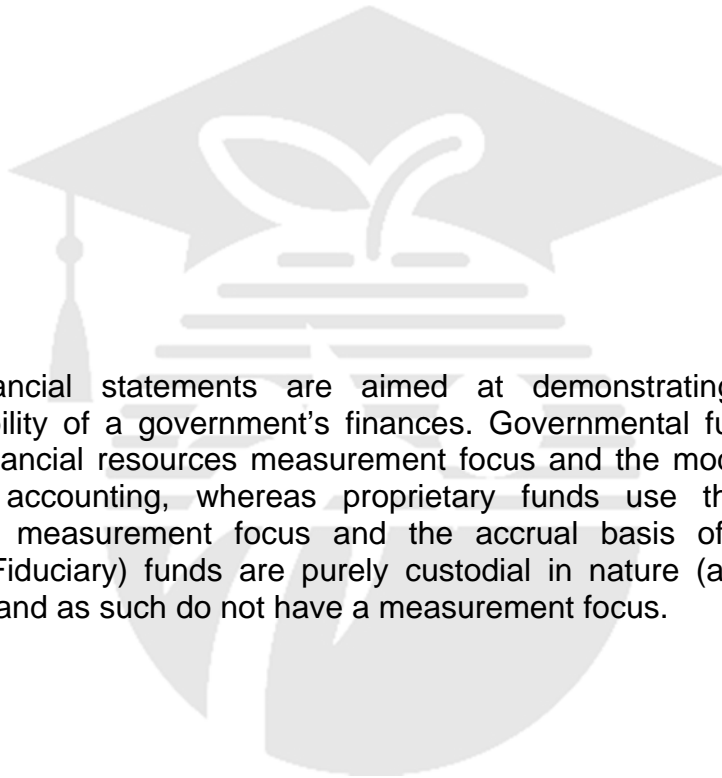 ancial statements are aimed at demonstrating
bility of a government's finances. Governmental fu
ancial resources measurement focus and the mod
accounting, whereas proprietary funds use th
measurement focus and the accrual basis of
Fiduciary) funds are purely custodial in nature (a
and as such do not have a measurement focus.